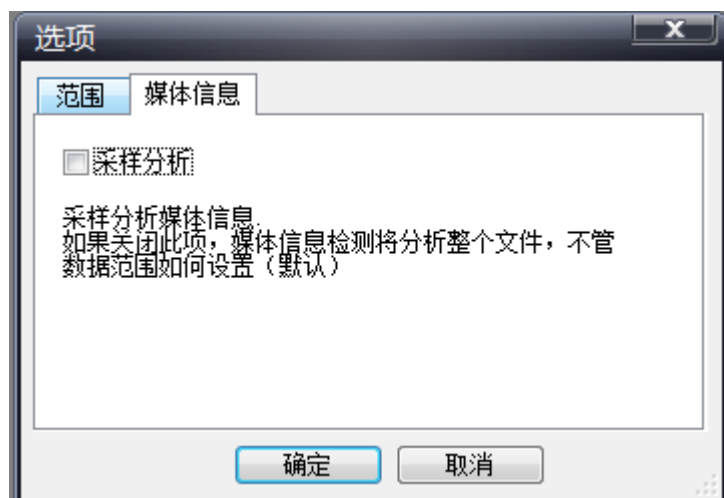 选项
范围 媒体信息
采样分析
采样分析媒体信息.
如果关闭此项，媒体信息检测将分析整个文件，不管
数据范围如何设置（默认）
确定 取消